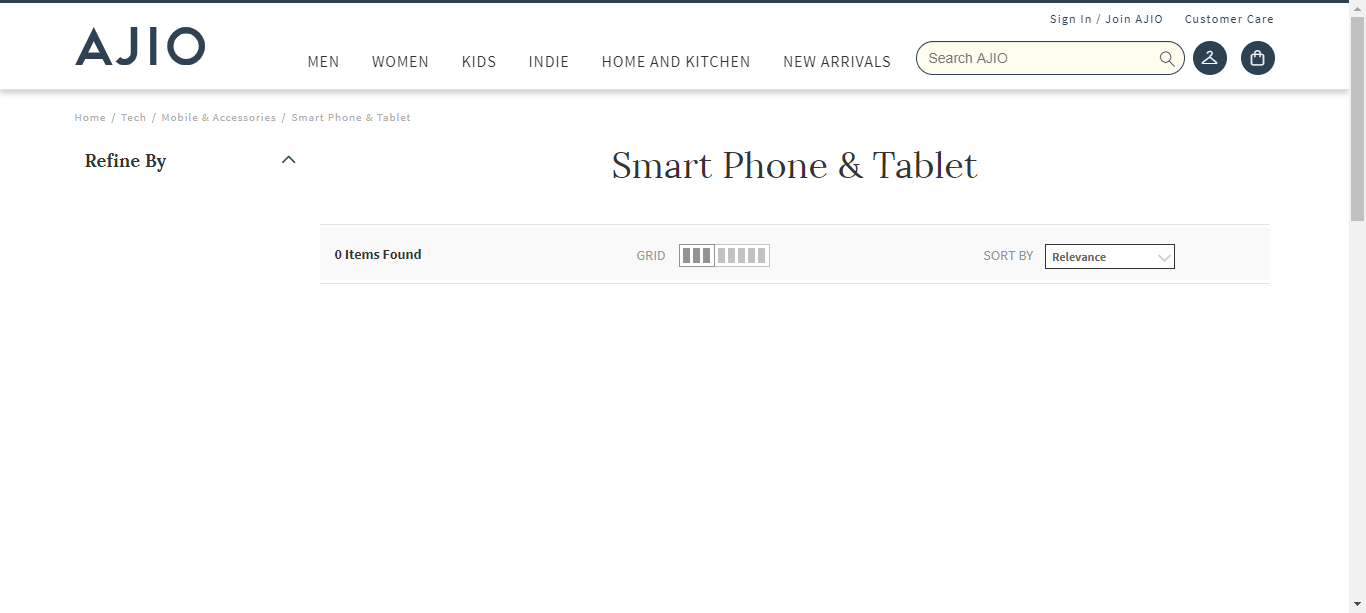 Sign In / Join AJIO Customer Care
AJIO
MEN WOMEN KIDS INDIE HOME AND KITCHEN NEW ARRIVALS Search AJIO
Home / Tech / Mobile & Accessories / Smart Phone & Tablet
Refine By
Smart Phone & Tablet
0 Items Found GRID SORT BY Relevance